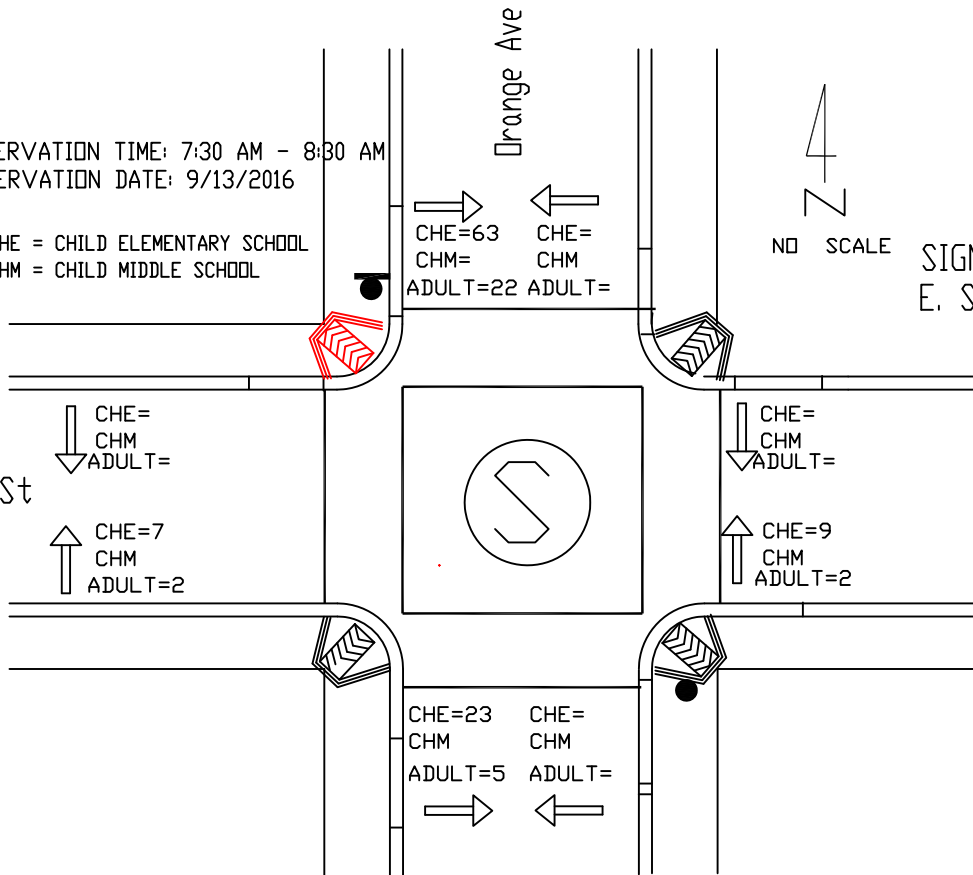 Orange Ave
ERVATION TIME: 7:30 AM - 8:30 AM
ERVATION DATE: 9/13/2016
HE = CHILD ELEMENTARY SCHOOL
HM = CHILD MIDDLE SCHOOL
CHE=63
CHM=
ADULT=22
CHE=
CHM
ADULT=
N
NO SCALE
SIGN
E. S
CHE=
CHM
ADULT=
CHE=
CHM
ADULT=
St
S
CHE=7
CHM
ADULT=2
CHE=9
CHM
ADULT=2
CHE=23
CHM
ADULT=5
CHE=
CHM
ADULT=